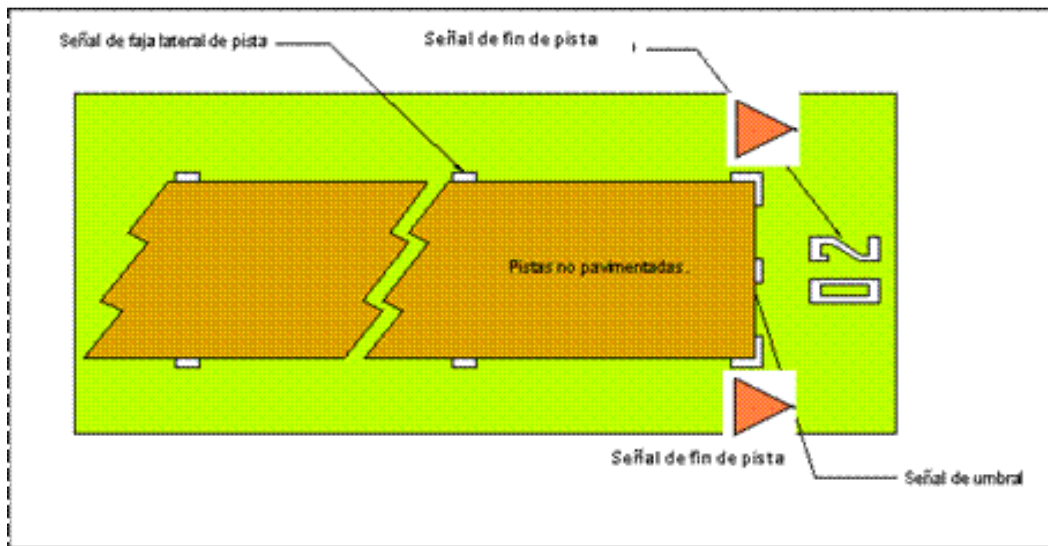 Señal de faja lateral de pista
Señal de fin de pista
Pistas no pavimentadas.
02
Señal de fin de pista
Señal de umbral